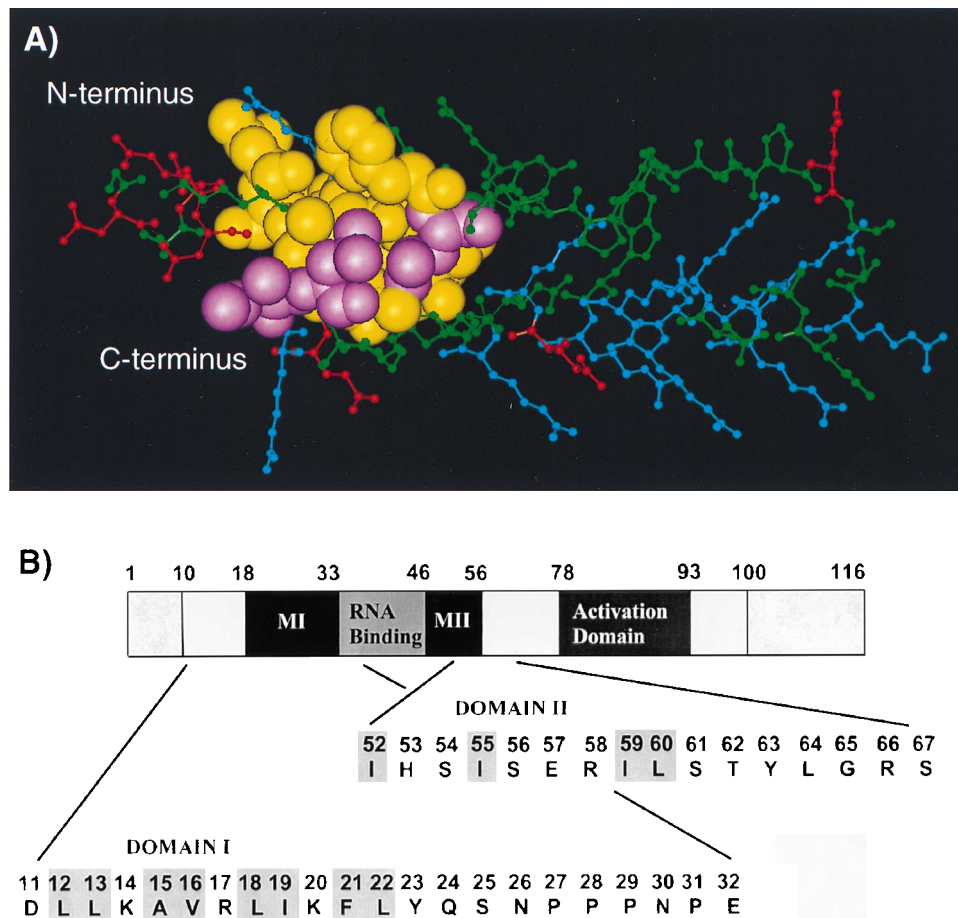 A)
N-terminus
C-terminus
B)
1 10 18 33 46 56 78 93 100 116
MI RNA Binding MII Activation Domain
DOMAIN II
52 53 54 55 56 57 58 59 60 61 62 63 64 65 66 67
I H S I S E R I L S T Y L G R S
DOMAIN I
11 12 13 14 15 16 17 18 19 20 21 22 23 24 25 26 27 28 29 30 31 32
D L L K A V R L I K F L Y Q S N P P P N P E